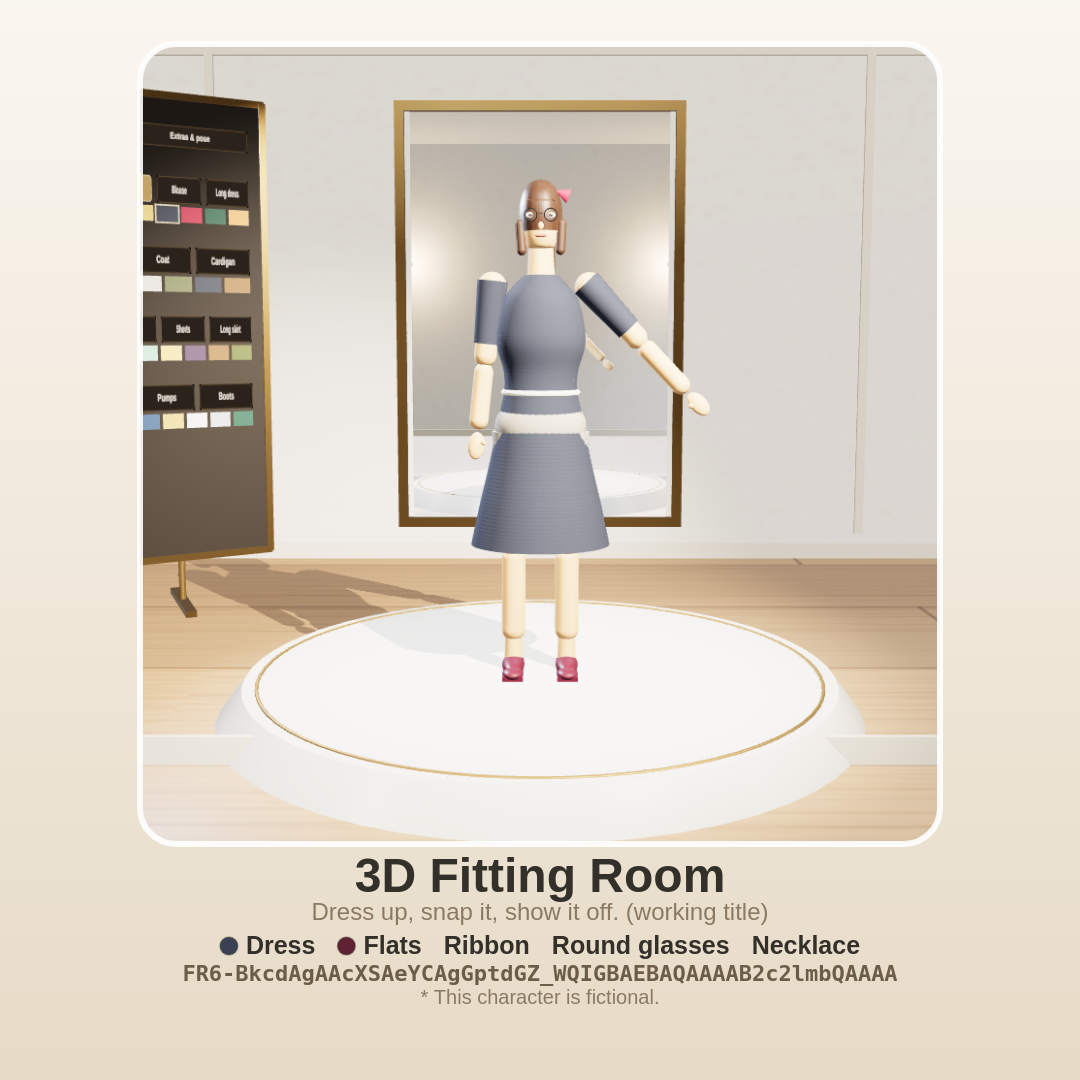 Extras & pose
Blouse Long dress
Coat Cardigan
Shorts Long skirt
Pumps Boots
3D Fitting Room
Dress up, snap it, show it off. (working title)
Dress Flats Ribbon Round glasses Necklace
FR6-BkcdAgAAcXSAeYCAgGptdGZ_WQIGBAEBAQAAAAB2c2lmbQAAAA
* This character is fictional.